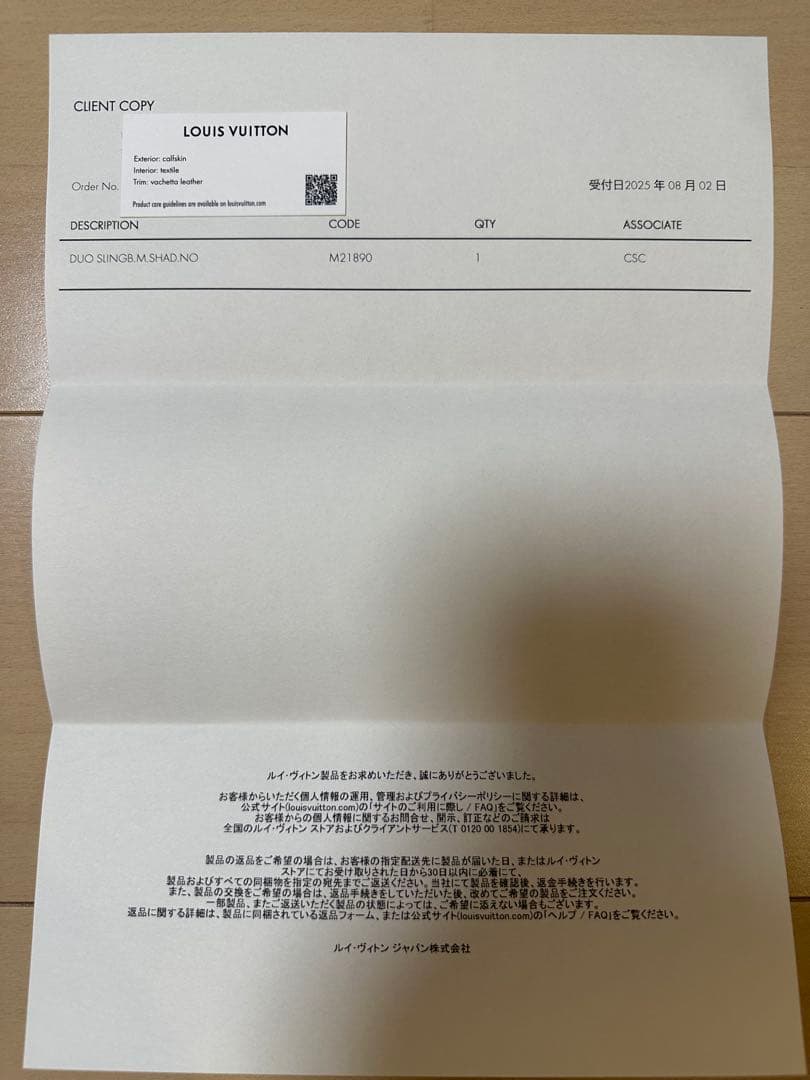 CLIENT COPY
LOUIS VUITTON
Exterior: calfskin
Interior: textile
Trim: vachetta leather
Product care guidelines are available on louisvuitton.com
Order No.
受付日2025 年 08 月 02 日
DESCRIPTION CODE QTY ASSOCIATE
DUO SLINGB.M.SHAD.NO M21890 1 CSC
ルイ・ヴィトン製品をお求めいただき、誠にありがとうございました。
お客様からいただく個人情報の運用、管理およびプライバシーポリシーに関する詳細は、
公式サイト(louisvuitton.com)の「サイトのご利用に際し / FAQ」をご覧ください。
お客様からの個人情報に関するお問合せ、開示、訂正などのご請求は
全国のルイ・ヴィトン ストアおよびクライアントサービス(T 0120 00 1854)にて承ります。
製品の返品をご希望の場合は、お客様の指定配送先に製品が届いた日、またはルイ・ヴィトン
ストアにてお受け取りされた日から30日以内に必着にて、
製品およびすべての同梱物を指定の宛先までご返送ください。当社にて製品を確認後、返金手続きを行います。
また、製品の交換をご希望の場合は、返品手続きをしていただいた後、改めてご希望の製品をご注文ください。
一部製品、またご返送いただく製品の状態によっては、ご希望に添えない場合もございます。
返品に関する詳細は、製品に同梱されている返品フォーム、または公式サイト(louisvuitton.com)の「ヘルプ / FAQ」をご覧ください。
ルイ・ヴィトン ジャパン株式会社